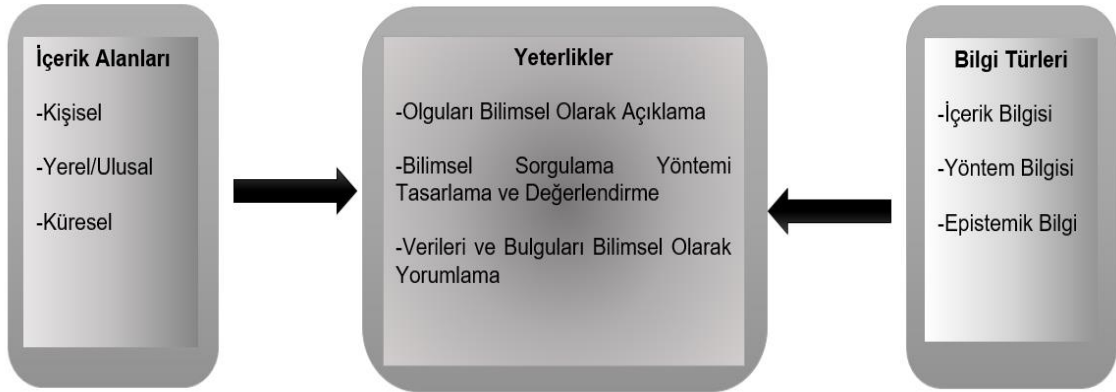 İçerik Alanları
-Kişisel
-Yerel/Ulusal
-Küresel
Yeterlikler
-Olguları Bilimsel Olarak Açıklama
-Bilimsel Sorgulama Yöntemi
Tasarlama ve Değerlendirme
-Verileri ve Bulguları Bilimsel Olarak
Yorumlama
Bilgi Türleri
-İçerik Bilgisi
-Yöntem Bilgisi
-Epistemik Bilgi